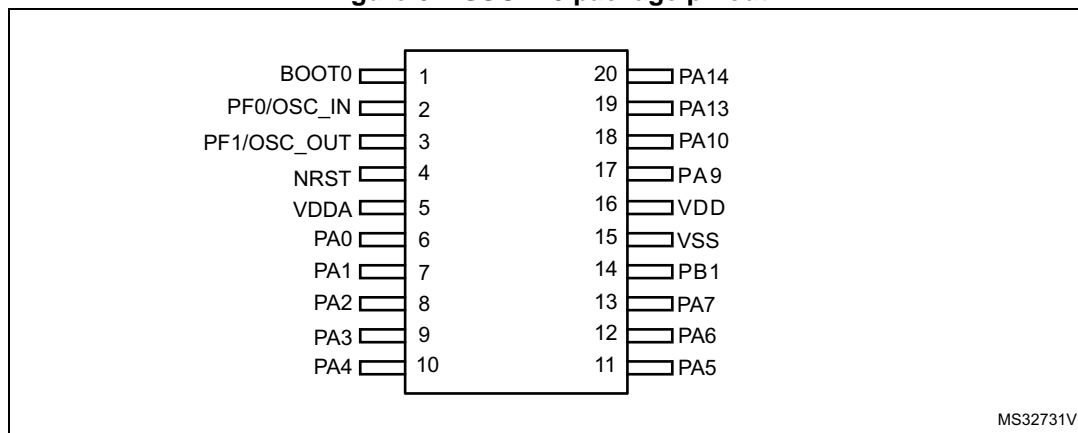 BOOT0 1 20 PA14
PF0/OSC_IN 2 19 PA13
PF1/OSC_OUT 3 18 PA10
NRST 4 17 PA9
VDDA 5 16 VDD
PA0 6 15 VSS
PA1 7 14 PB1
PA2 8 13 PA7
PA3 9 12 PA6
PA4 10 11 PA5
MS32731V